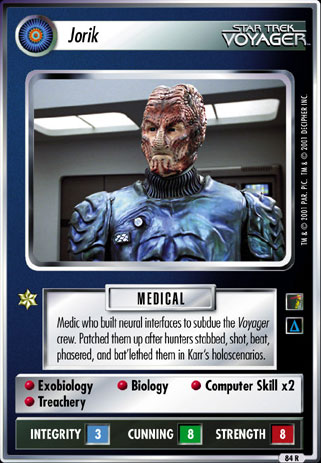 Jorik
STAR TREK
VOYAGER™
TM & © 2001 PAR. P.C. TM & © 2001 DECIPHER INC.
MEDICAL
Medic who built neural interfaces to subdue the Voyager
crew. Patched them up after hunters stabbed, shot, beat,
phasered, and bat'lethed them in Karr's holoscenarios.
Exobiology Biology Computer Skill x2
Treachery
INTEGRITY 3 CUNNING 8 STRENGTH 8
84 R